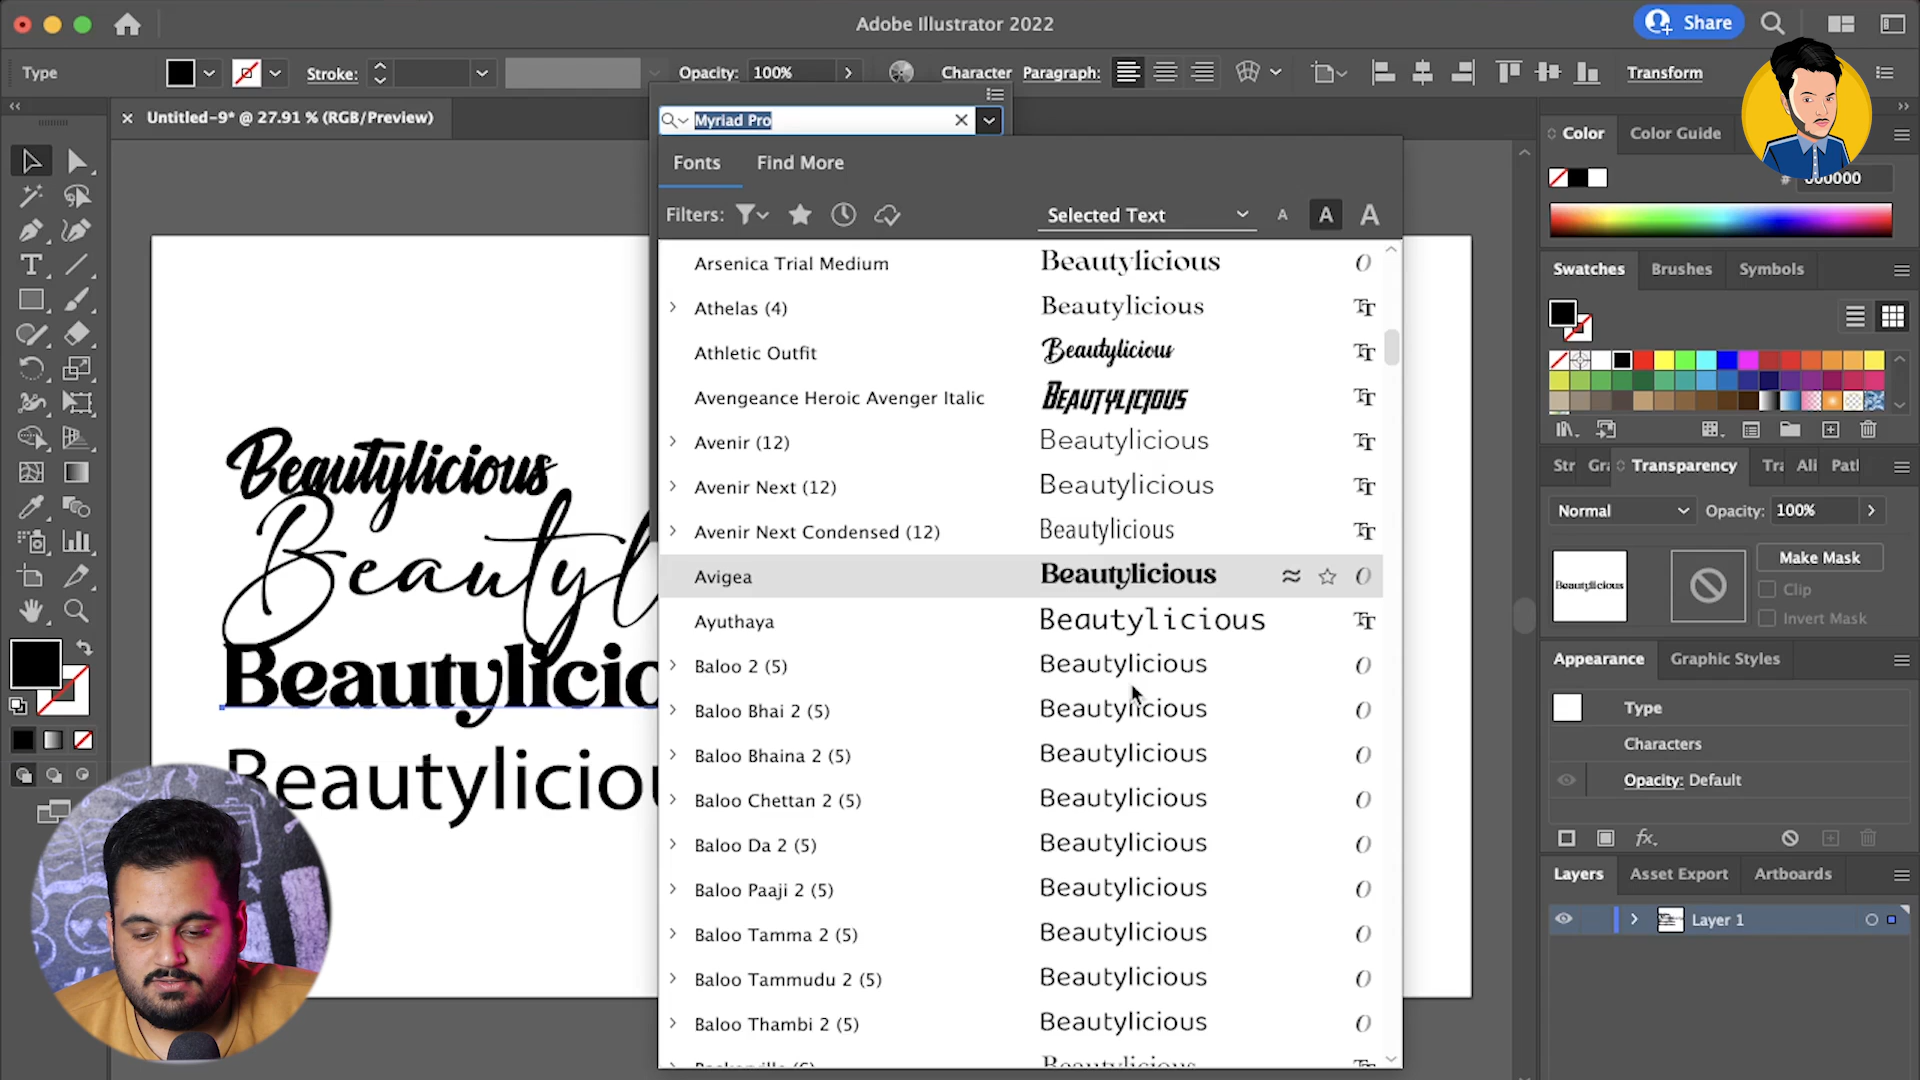 Adobe Illustrator 2022
Share
Type
Stroke:
Opacity:
100%
Character
Paragraph:
Transform
Untitled-9* @ 27.91 % (RGB/Preview)
Myriad Pro
Fonts
Find More
Filters:
Selected Text
A
A
A
Arsenica Trial Medium
Beautylicious
Athelas (4)
Beautylicious
Athletic Outfit
Beautylicious
Avengeance Heroic Avenger Italic
Beautylicious
Avenir (12)
Beautylicious
Avenir Next (12)
Beautylicious
Avenir Next Condensed (12)
Beautylicious
Avigea
Beautylicious
Ayuthaya
Beautylicious
Baloo 2 (5)
Beautylicious
Baloo Bhai 2 (5)
Beautylicious
Baloo Bhaina 2 (5)
Beautylicious
Baloo Chettan 2 (5)
Beautylicious
Baloo Da 2 (5)
Beautylicious
Baloo Paaji 2 (5)
Beautylicious
Baloo Tamma 2 (5)
Beautylicious
Baloo Tammudu 2 (5)
Beautylicious
Baloo Thambi 2 (5)
Beautylicious
Beautylicious
Beautyl
Beautylicio
Beautyliciou
Color
Color Guide
#
000000
Swatches
Brushes
Symbols
Str
Gra
Transparency
Tra
Ali
Path
Normal
Opacity:
100%
Beautylicious
Make Mask
Clip
Invert Mask
Appearance
Graphic Styles
Type
Characters
Opacity: Default
fx
Layers
Asset Export
Artboards
Layer 1